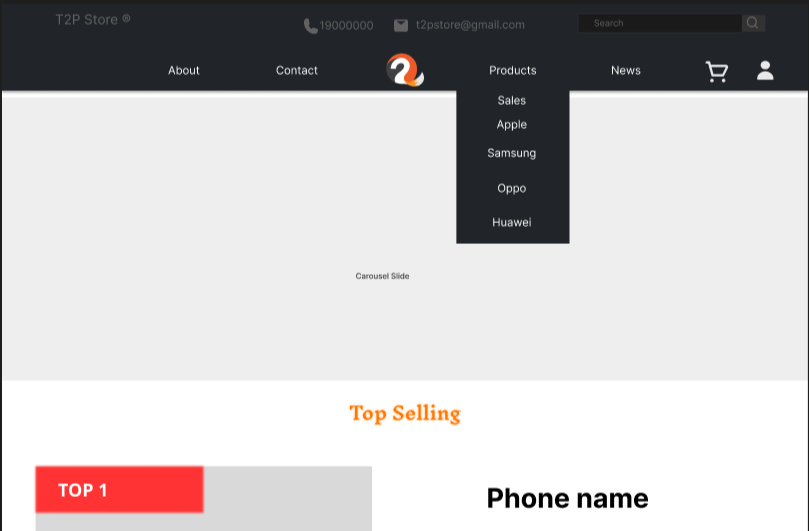 T2P Store ®
19000000
t2pstore@gmail.com
Search
About
Contact
Products
News
Sales
Apple
Samsung
Oppo
Huawei
Carousel Slide
Top Selling
TOP 1
Phone name